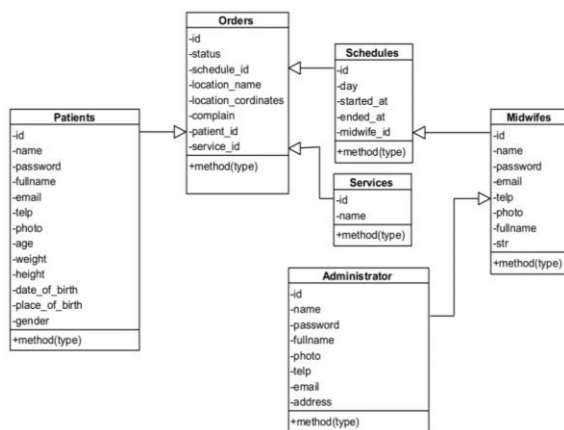 Orders
-id
-status
-schedule_id
-location_name
-location_cordinates
-complain
-patient_id
-service_id
+method(type)
Schedules
-id
-day
-started_at
-ended_at
-midwife_id
+method(type)
Patients
-id
-name
-password
-fullname
-email
-telp
-photo
-age
-weight
-height
-date_of_birth
-place_of_birth
-gender
+method(type)
Midwifes
-id
-name
-password
-email
-telp
-photo
-fullname
-str
+method(type)
Services
-id
-name
+method(type)
Administrator
-id
-name
-password
-fullname
-photo
-telp
-email
-address
+method(type)